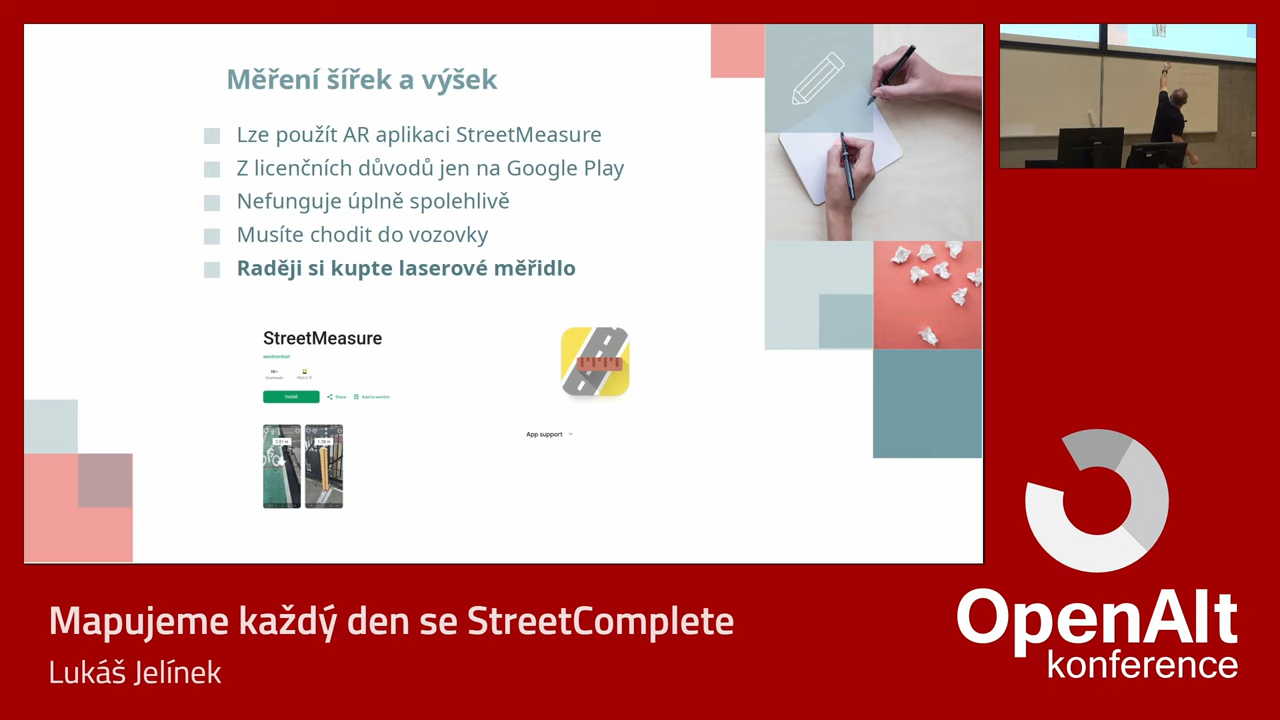 Měření šířek a výšek
Lze použít AR aplikaci StreetMeasure
Z licenčních důvodů jen na Google Play
Nefunguje úplně spolehlivě
Musíte chodit do vozovky
Raději si kupte laserové měřidlo
StreetMeasure
westnordost
Downloads
Install
Share
Add to wishlist
App support
Mapujeme každý den se StreetComplete
Lukáš Jelínek
OpenAlt
konference